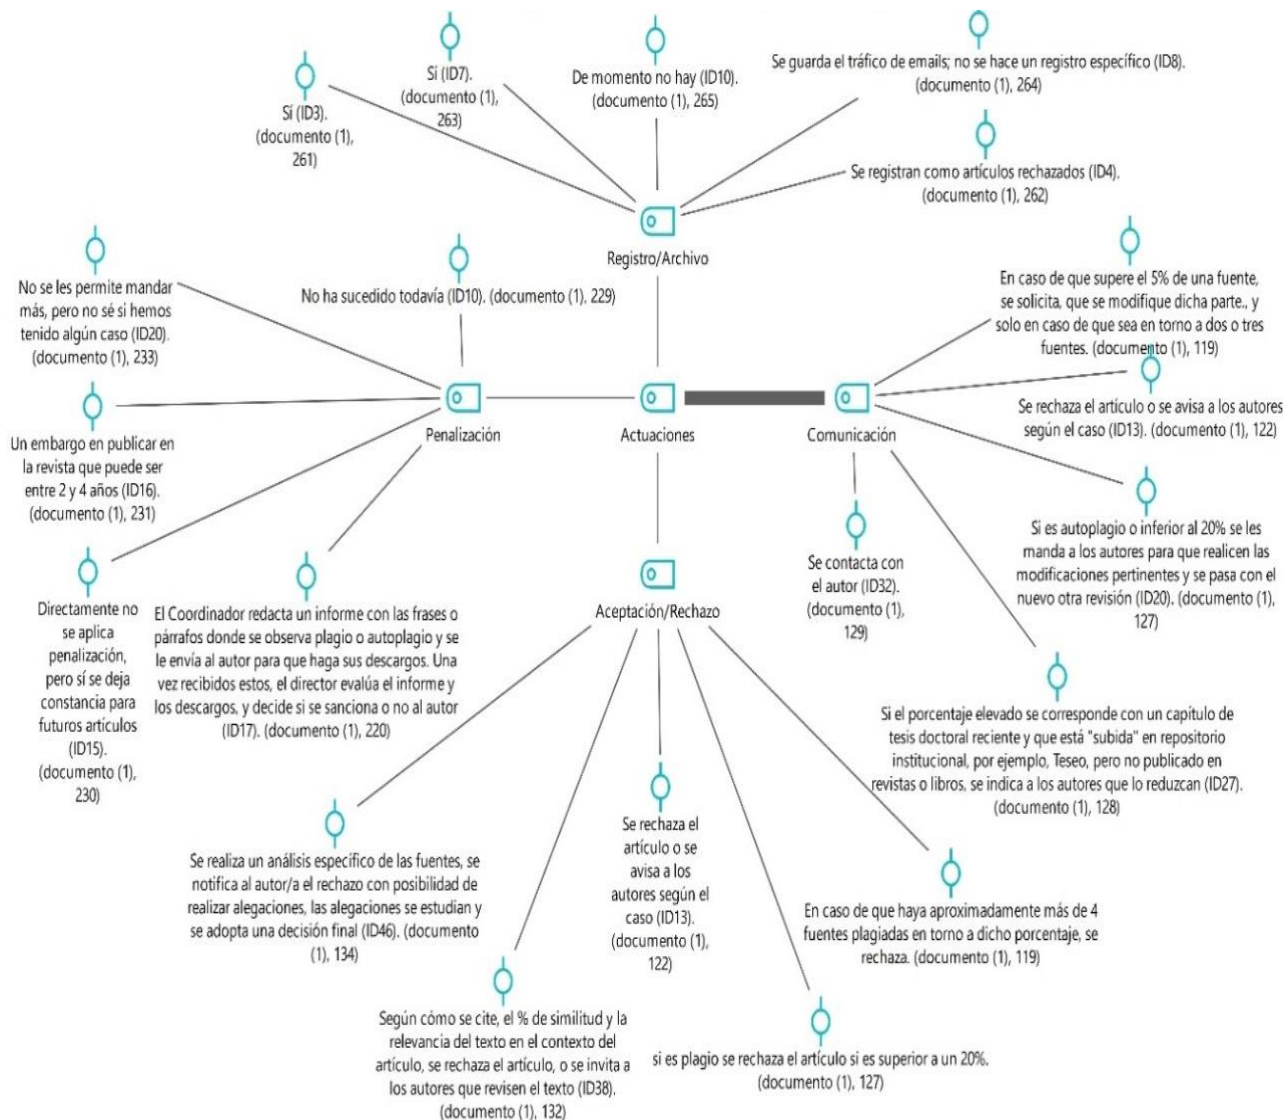 Sí (ID3).
(documento (1),
261)
Si (ID7).
(documento (1),
263)
De momento no hay (ID10).
(documento (1), 265)
Se guarda el tráfico de emails; no se hace un registro específico (ID8).
(documento (1), 264)
Se registran como artículos rechazados (ID4).
(documento (1), 262)
Registro/Archivo
No se les permite mandar
más, pero no sé si hemos
tenido algún caso (ID20).
(documento (1), 233)
No ha sucedido todavía (ID10). (documento (1), 229)
En caso de que supere el 5% de una fuente,
se solicita, que se modifique dicha parte., y
solo en caso de que sea en torno a dos o tres
fuentes. (documento (1), 119)
Penalización
Actuaciones
Comunicación
Se rechaza el artículo o se avisa a los autores
según el caso (ID13). (documento (1), 122)
Un embargo en publicar en
la revista que puede ser
entre 2 y 4 años (ID16).
(documento (1), 231)
Si es autoplagio o inferior al 20% se les
manda a los autores para que realicen las
modificaciones pertinentes y se pasa con el
nuevo otra revisión (ID20). (documento (1),
127)
Se contacta con
el autor (ID32).
(documento (1),
129)
Aceptación/Rechazo
Directamente no
se aplica
penalización,
pero sí se deja
constancia para
futuros artículos
(ID15).
(documento (1),
230)
El Coordinador redacta un informe con las frases o
párrafos donde se observa plagio o autoplagio y se
le envía al autor para que haga sus descargos. Una
vez recibidos estos, el director evalúa el informe y
los descargos, y decide si se sanciona o no al autor
(ID17). (documento (1), 220)
Si el porcentaje elevado se corresponde con un capítulo de
tesis doctoral reciente y que está "subida" en repositorio
institucional, por ejemplo, Teseo, pero no publicado en
revistas o libros, se indica a los autores que lo reduzcan (ID27).
(documento (1), 128)
Se realiza un análisis específico de las fuentes, se
notifica al autor/a el rechazo con posibilidad de
realizar alegaciones, las alegaciones se estudian y
se adopta una decisión final (ID46). (documento
(1), 134)
Se rechaza el
artículo o se
avisa a los
autores según el
caso (ID13).
(documento (1),
122)
En caso de que haya aproximadamente más de 4
fuentes plagiadas en torno a dicho porcentaje, se
rechaza. (documento (1), 119)
Según cómo se cite, el % de similitud y la
relevancia del texto en el contexto del
artículo, se rechaza el artículo, o se invita a
los autores que revisen el texto (ID38).
(documento (1), 132)
si es plagio se rechaza el artículo si es superior a un 20%.
(documento (1), 127)